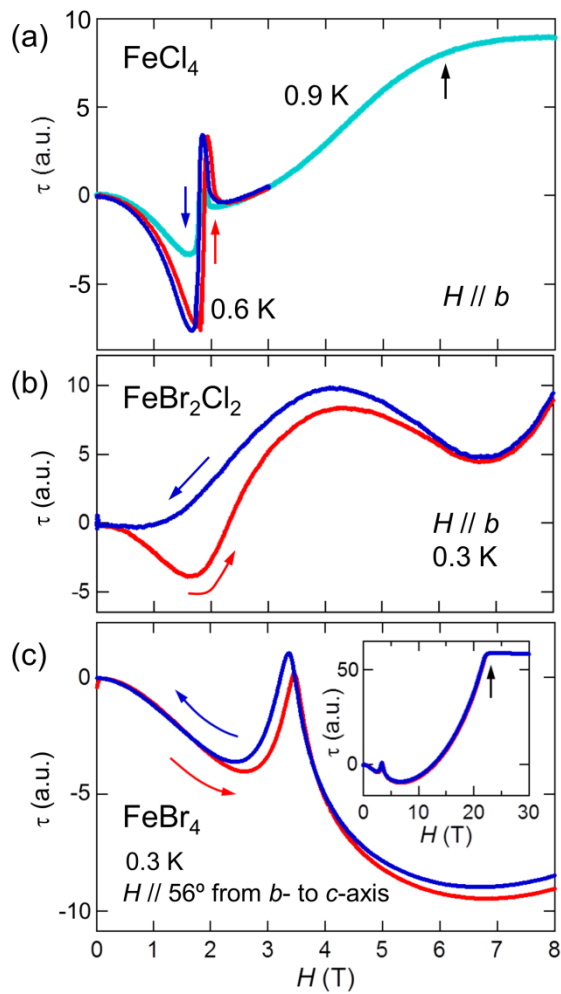 (a)
FeCl4
0.9 K
0.6 K
H // b
τ (a.u.)
10
5
0
-5
(b)
FeBr2Cl2
H // b
0.3 K
τ (a.u.)
10
5
0
-5
(c)
FeBr4
0.3 K
H // 56º from b- to c-axis
τ (a.u.)
0
-5
-10
τ (a.u.)
50
0
0 10 20 30
H (T)
0 1 2 3 4 5 6 7 8
H (T)